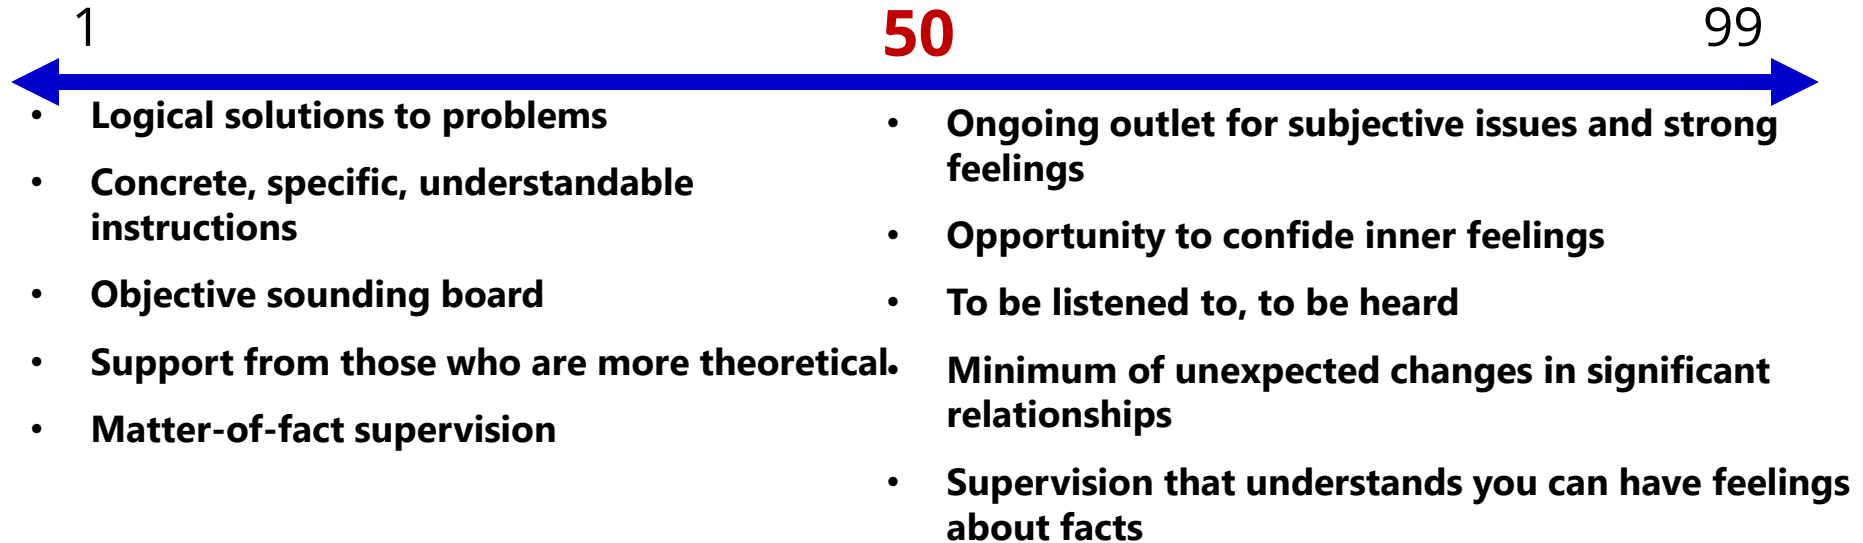 1
50
99
• Logical solutions to problems
• Concrete, specific, understandable
instructions
• Objective sounding board
• Support from those who are more theoretical
• Matter-of-fact supervision
• Ongoing outlet for subjective issues and strong
feelings
• Opportunity to confide inner feelings
• To be listened to, to be heard
• Minimum of unexpected changes in significant
relationships
• Supervision that understands you can have feelings
about facts